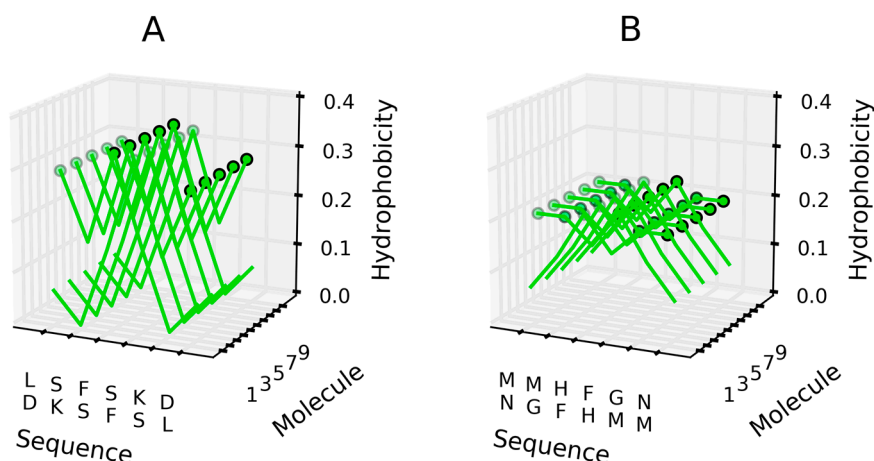 A
B
0.4
0.3
0.2
0.1
0.0
Hydrophobicity
L S F S K D
D K S F S L
Sequence
1 3 5 7 9
Molecule
0.4
0.3
0.2
0.1
0.0
Hydrophobicity
M M H F G N
N G F H M M
Sequence
1 3 5 7 9
Molecule